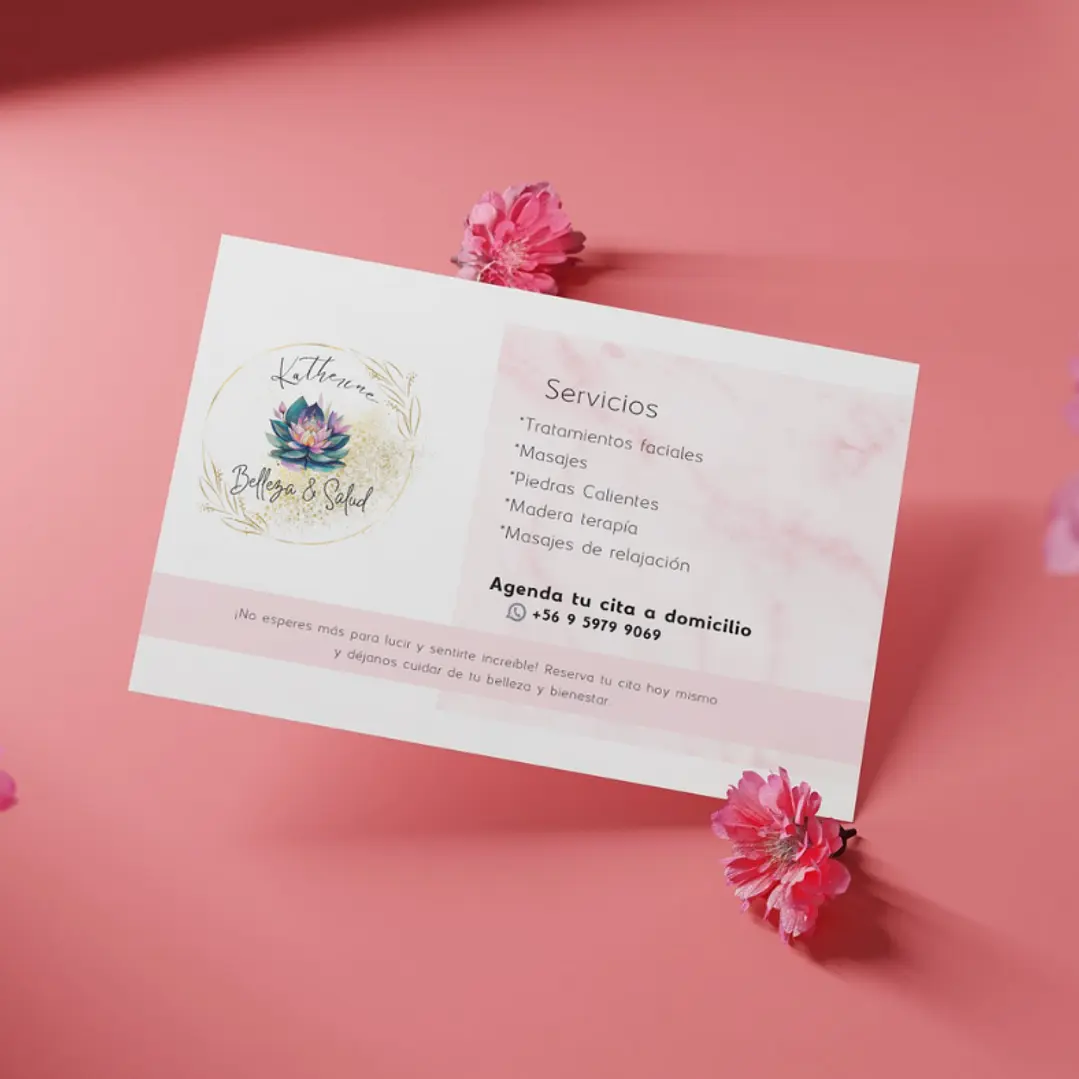 Katherine
Belleza & Salud
Servicios
*Tratamientos faciales
*Masajes
*Piedras Calientes
*Madera terapía
*Masajes de relajación
Agenda tu cita a domicilio
+56 9 5979 9069
¡No esperes más para lucir y sentirte increíble! Reserva tu cita hoy mismo
y déjanos cuidar de tu belleza y bienestar.